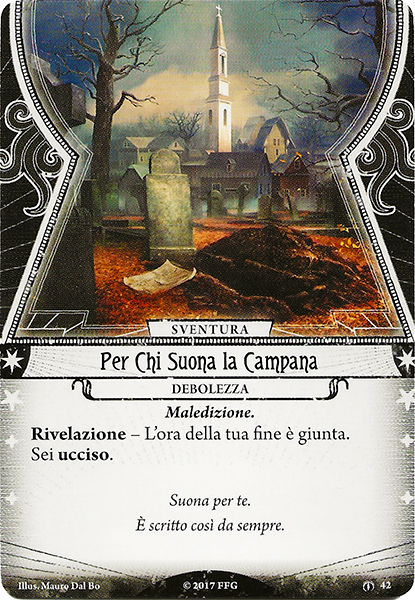 SVENTURA
Per Chi Suona la Campana
DEBOLEZZA
Maledizione.
Rivelazione – L'ora della tua fine è giunta.
Sei ucciso.
Suona per te.
È scritto così da sempre.
Illus. Mauro Dal Bo © 2017 FFG 42